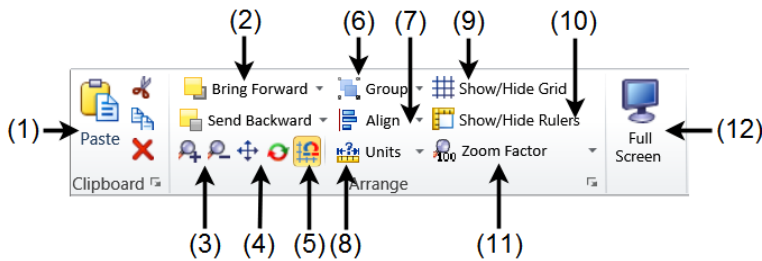 (2) (6) (7) (9) (10)
Bring Forward Group Show/Hide Grid
(1) Paste Send Backward Align Show/Hide Rulers Full Screen (12)
100
Units Zoom Factor
Clipboard Arrange
(3) (4) (5) (8) (11)